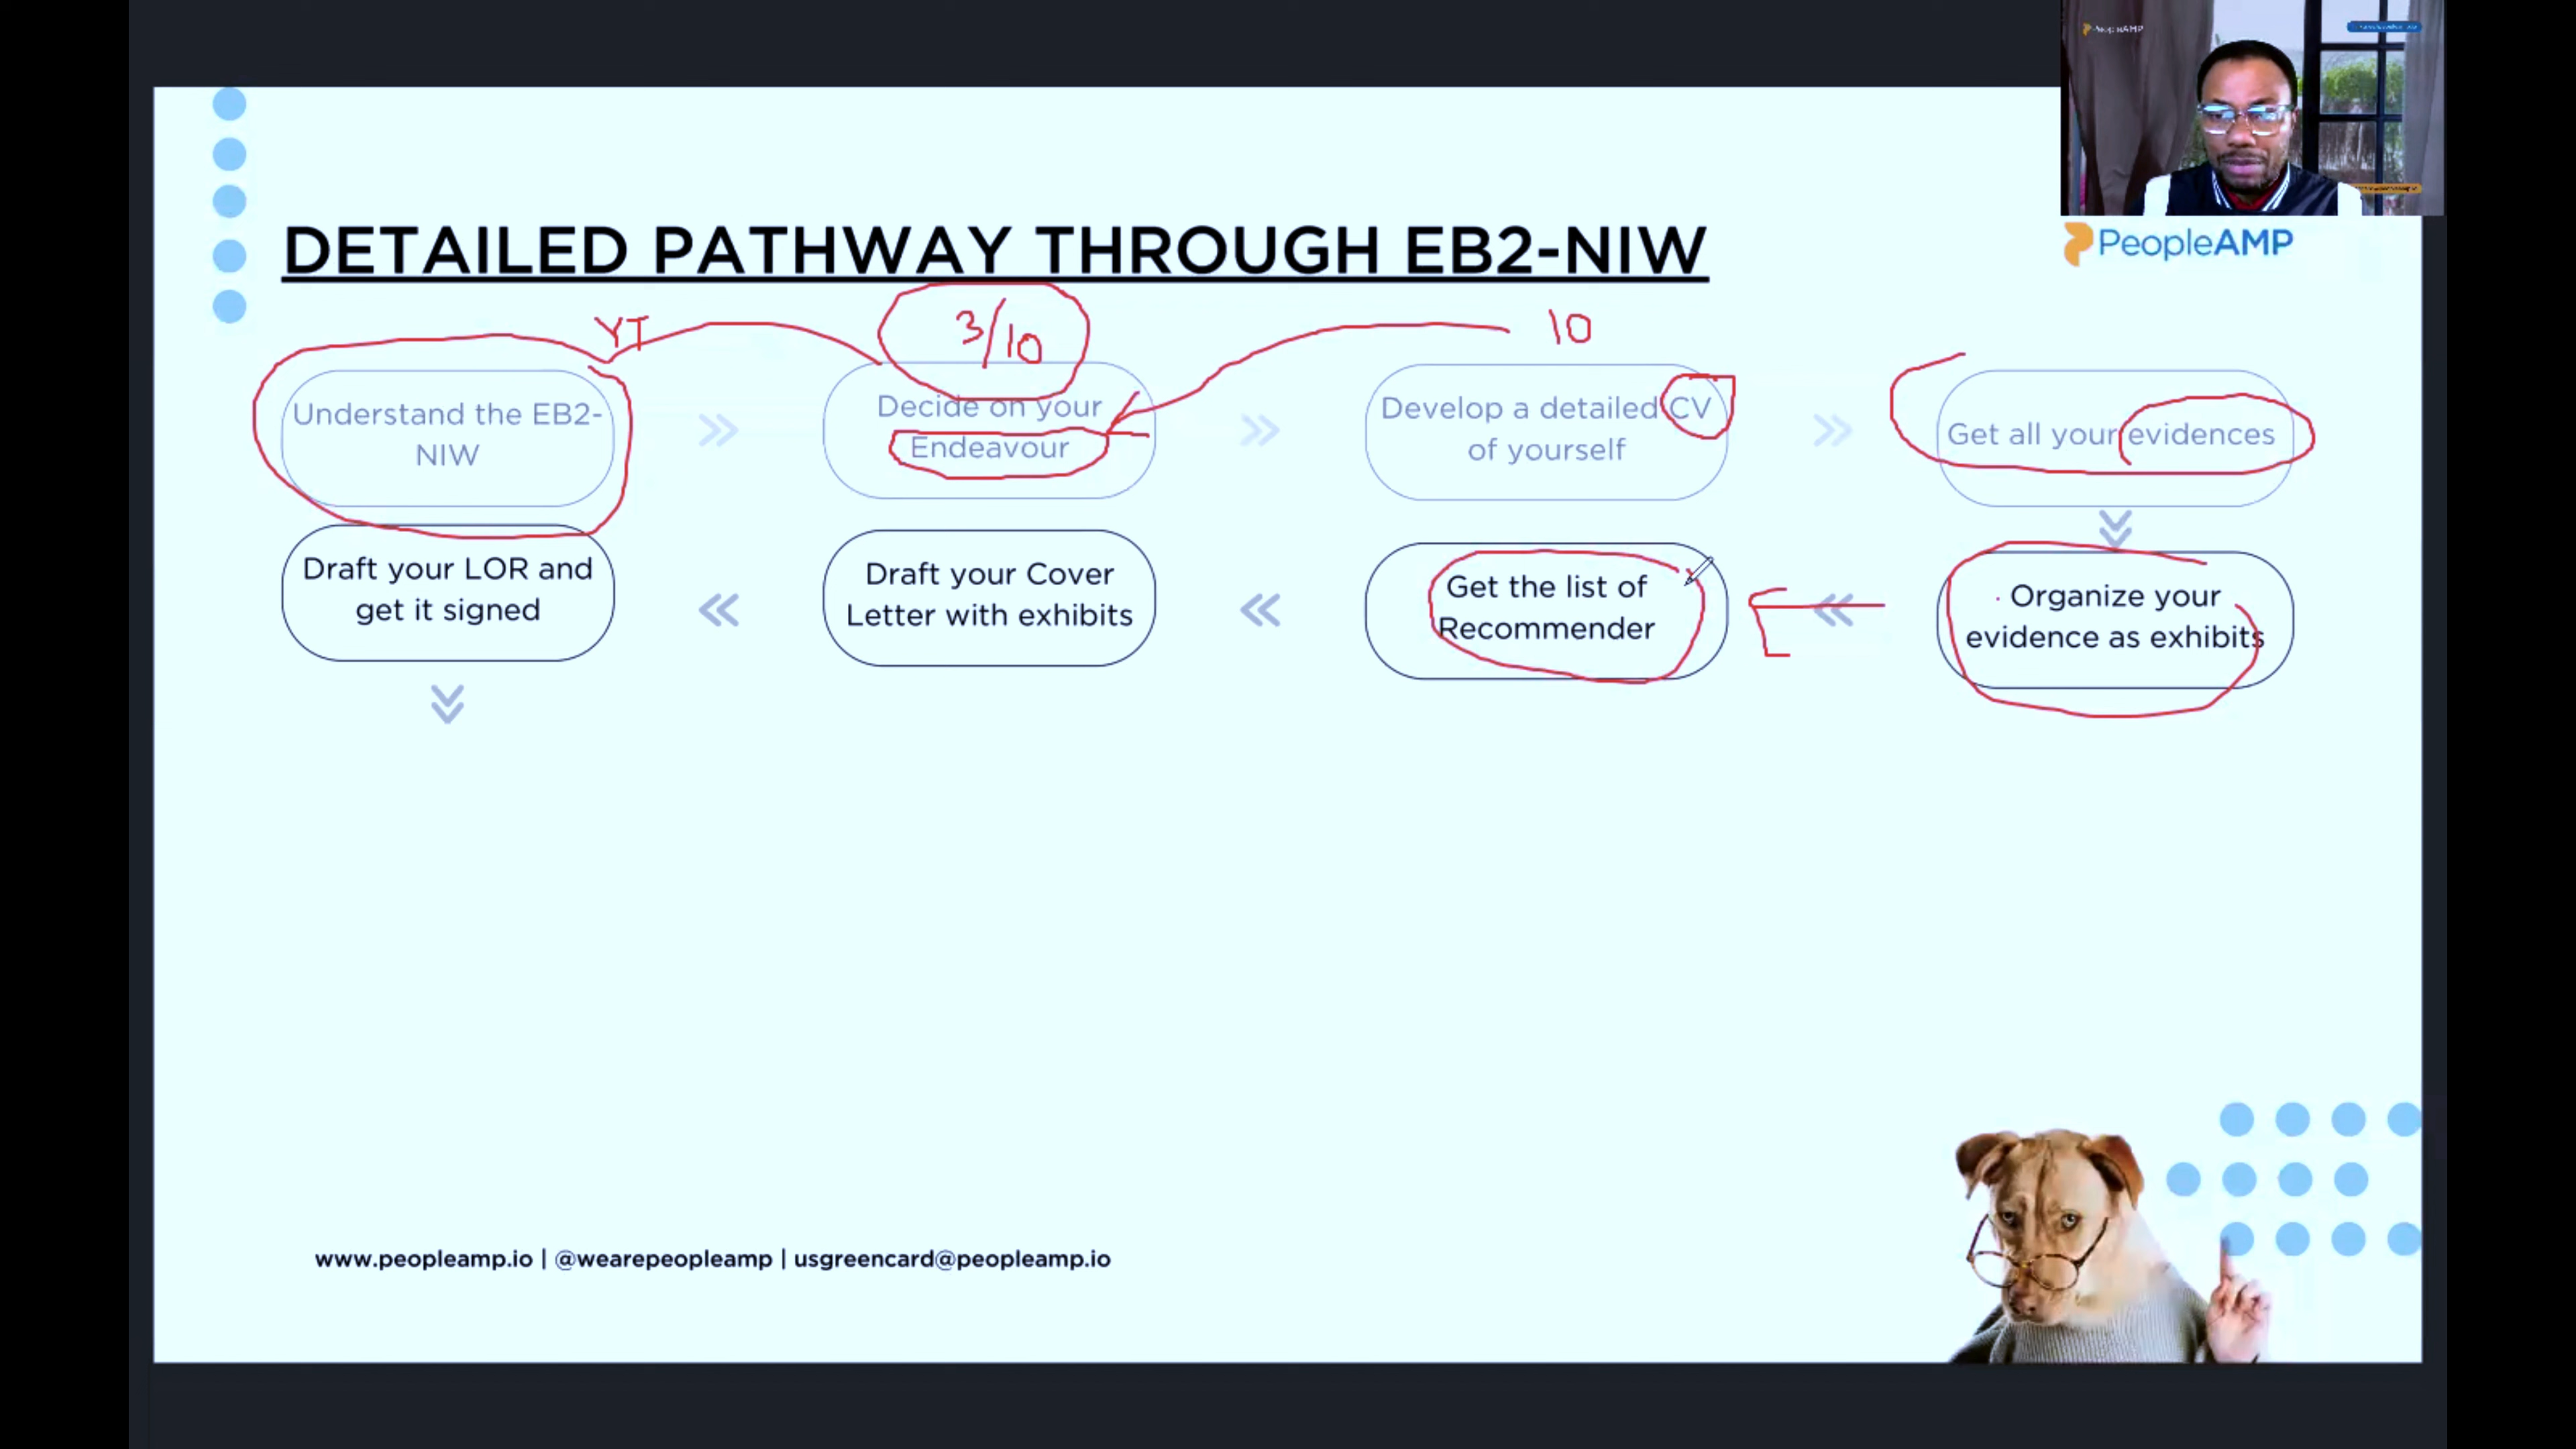 PeopleAMP
DETAILED PATHWAY THROUGH EB2-NIW
PeopleAMP
YT
3/10
10
Understand the EB2-
NIW
Decide on your
Endeavour
Develop a detailed CV
of yourself
Get all your evidences
Draft your LOR and
get it signed
Draft your Cover
Letter with exhibits
Get the list of
Recommender
Organize your
evidence as exhibits
www.peopleamp.io | @wearepeopleamp | usgreencard@peopleamp.io